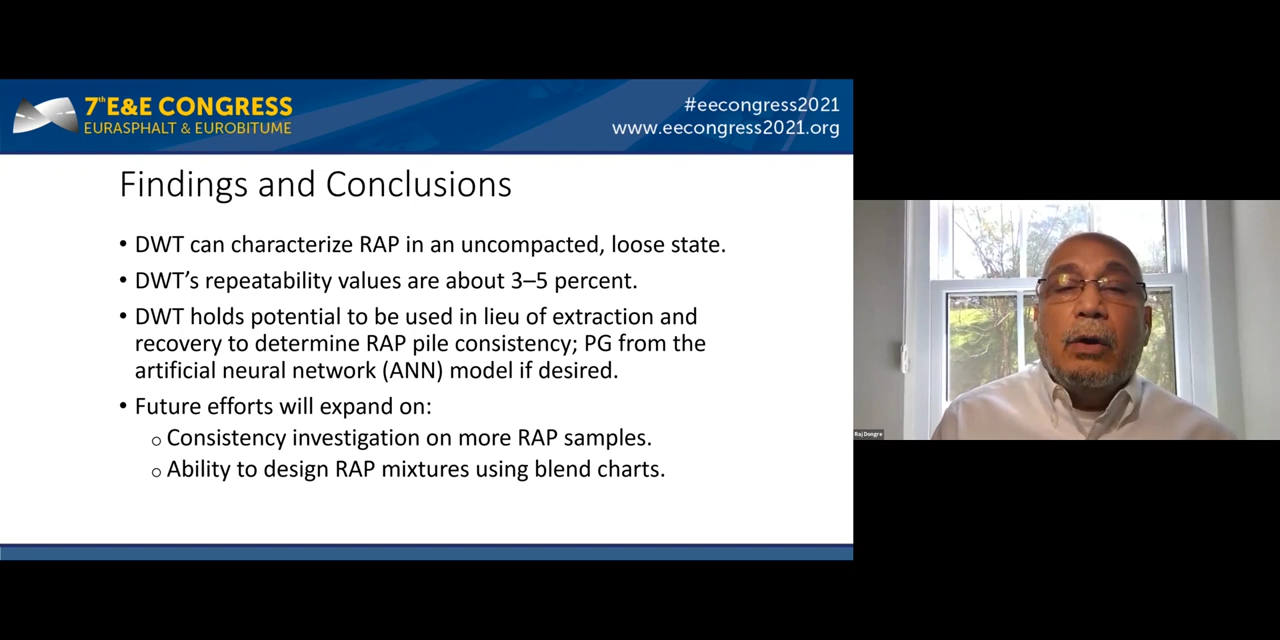 7th E&E CONGRESS
EURASPHALT & EUROBITUME
#eecongress2021
www.eecongress2021.org
Findings and Conclusions
• DWT can characterize RAP in an uncompacted, loose state.
• DWT’s repeatability values are about 3–5 percent.
• DWT holds potential to be used in lieu of extraction and
recovery to determine RAP pile consistency; PG from the
artificial neural network (ANN) model if desired.
• Future efforts will expand on:
o Consistency investigation on more RAP samples.
o Ability to design RAP mixtures using blend charts.
Raj Dongre